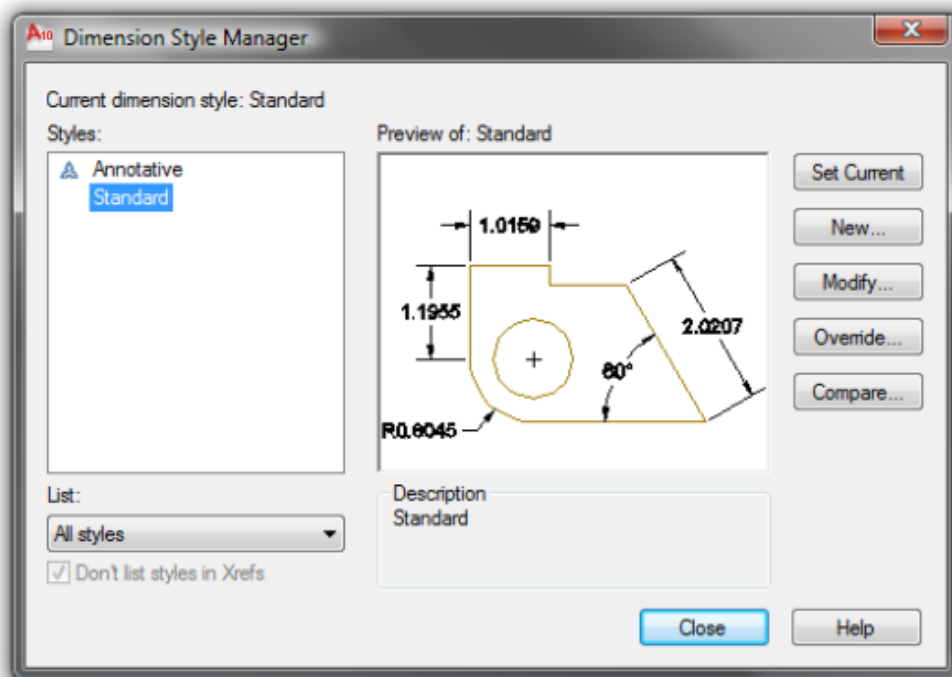 A10 Dimension Style Manager
Current dimension style: Standard
Styles:
Annotative
Standard
List:
All styles
Don't list styles in Xrefs
Preview of: Standard
1.0159
1.1955
2.0207
60°
R0.8045
Description
Standard
Set Current
New...
Modify...
Override...
Compare...
Close
Help